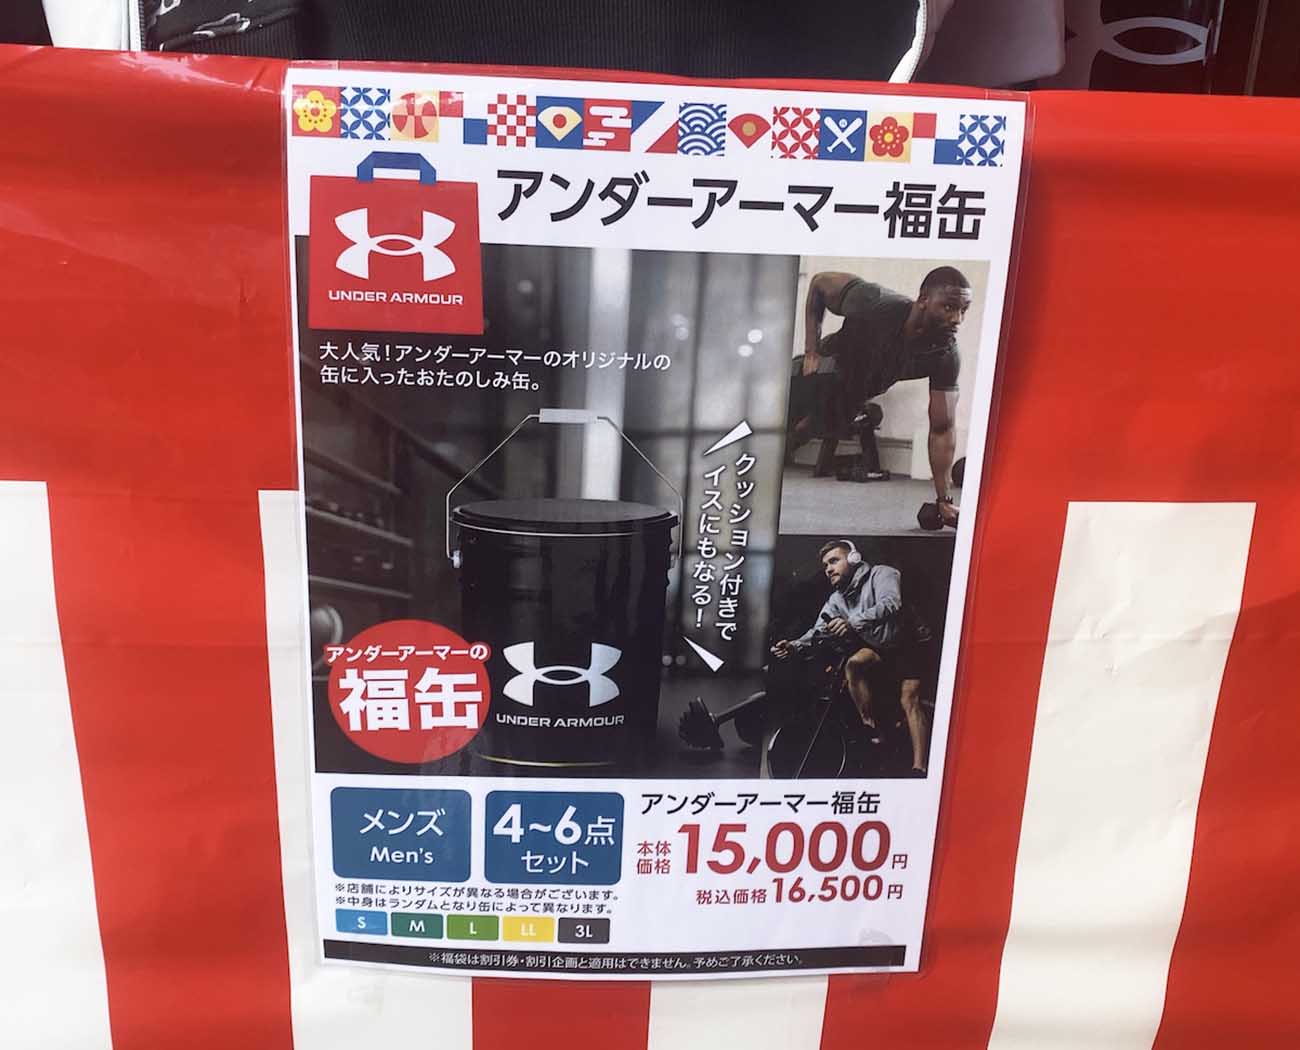 アンダーアーマー福缶
UNDER ARMOUR
大人気！アンダーアーマーのオリジナルの
缶に入ったおたのしみ缶。
クッション付きで
イスにもなる！
アンダーアーマーの
福缶
UNDER ARMOUR
メンズ
Men's
4~6点
セット
アンダーアーマー福缶
本体価格15,000円
税込価格16,500円
※店舗によりサイズが異なる場合がございます。
※中身はランダムとなり缶によって異なります。
S M L LL 3L
※福袋は割引券・割引企画と適用はできません。予めご了承ください。